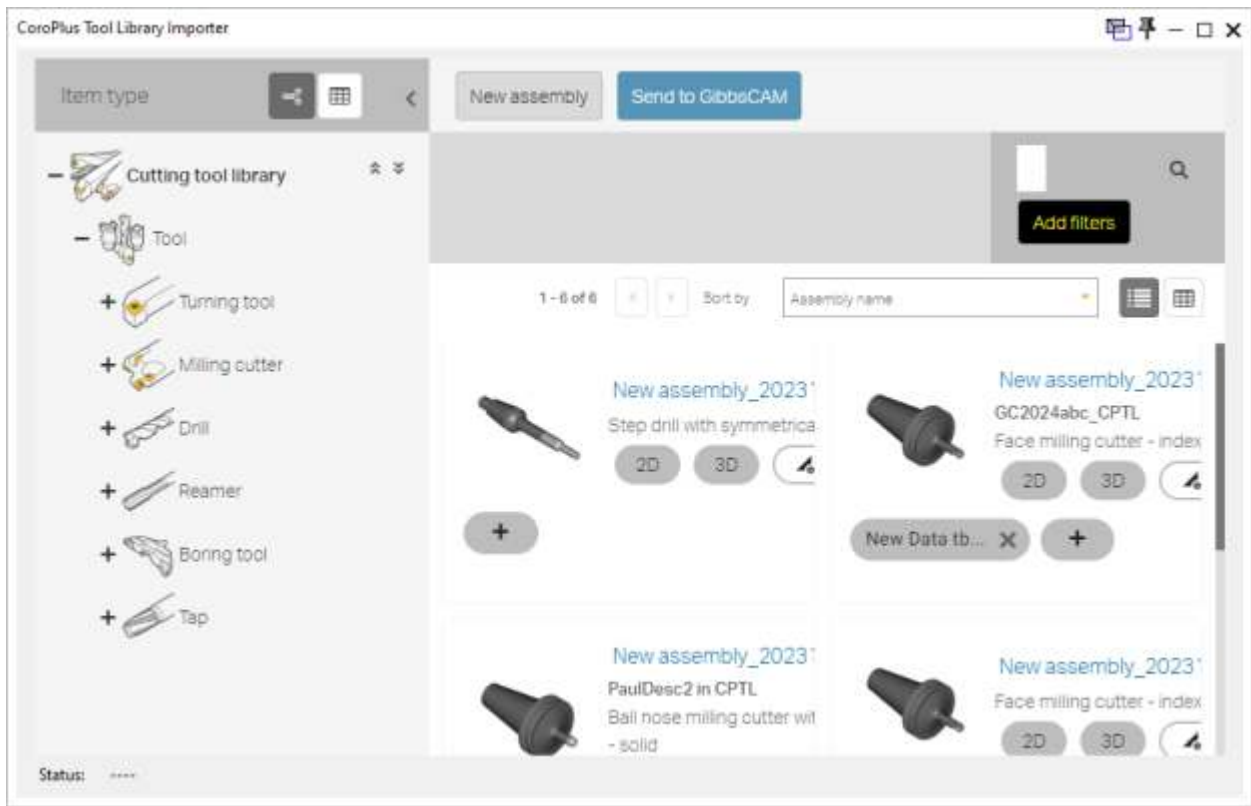 CoroPlus Tool Library Importer
Item type
New assembly
Send to GibbsCAM
Cutting tool library
Tool
Turning tool
Milling cutter
Drill
Reamer
Boring tool
Tap
Add filters
1 - 6 of 6
Sort by
Assembly name
New assembly_2023
Step drill with symmetrica
2D
3D
New assembly_2023
GC2024abc_CPTL
Face milling cutter - index
2D
3D
New Data tb...
New assembly_2023
PaulDesc2 in CPTL
Ball nose milling cutter wit
- solid
New assembly_2023
Face milling cutter - index
2D
3D
Status: ----